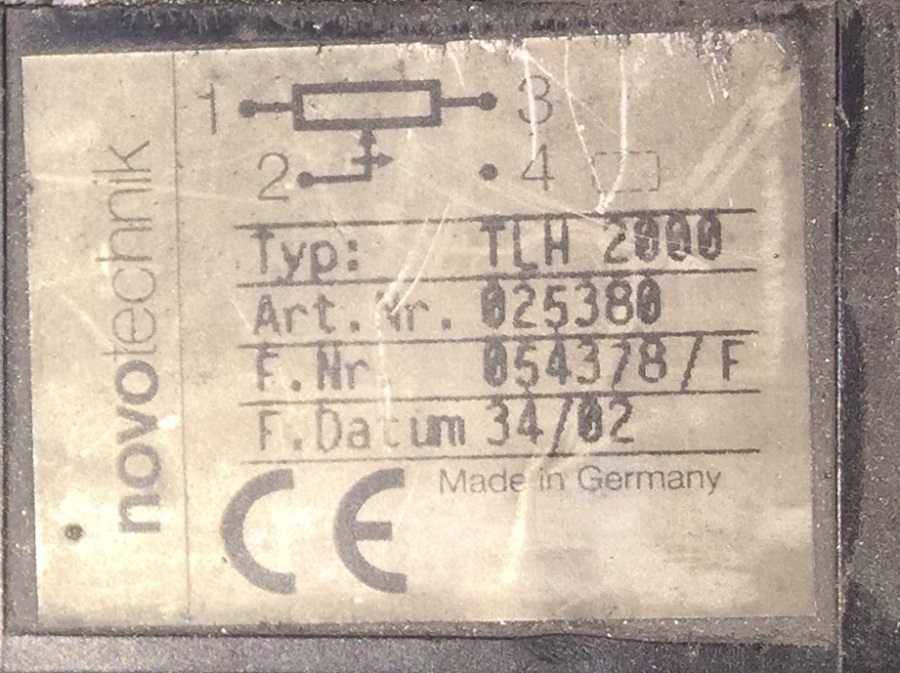 novotechnik
1 3
2 4
Typ: TLH 2000
Art.Nr. 025380
F.Nr 054378/F
F.Datum 34/02
Made in Germany
CE